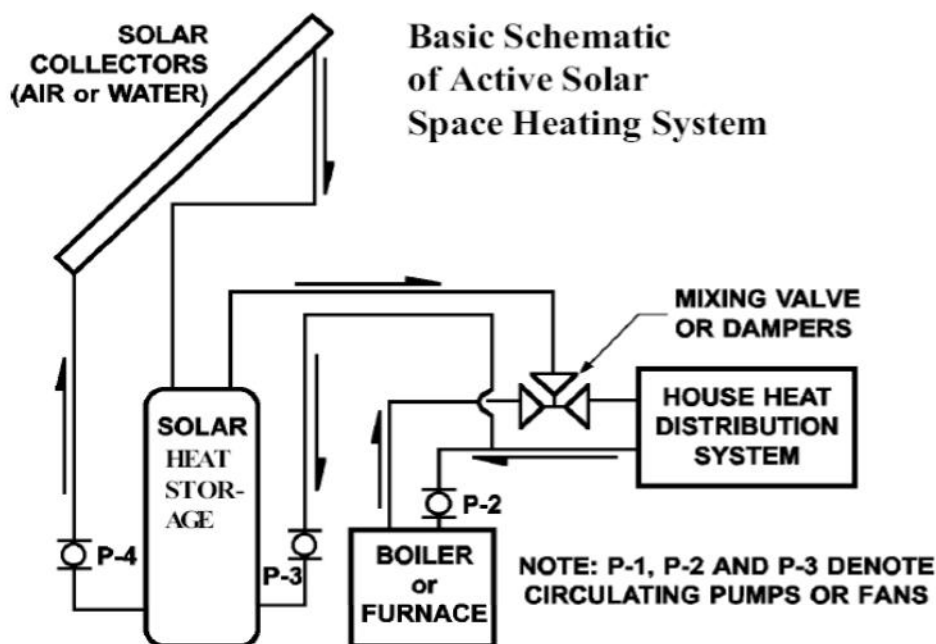 SOLAR
COLLECTORS
(AIR or WATER)
Basic Schematic
of Active Solar
Space Heating System
MIXING VALVE
OR DAMPERS
HOUSE HEAT
DISTRIBUTION
SYSTEM
SOLAR
HEAT
STOR-
AGE
P-4
P-3
P-2
BOILER
or
FURNACE
NOTE: P-1, P-2 AND P-3 DENOTE
CIRCULATING PUMPS OR FANS